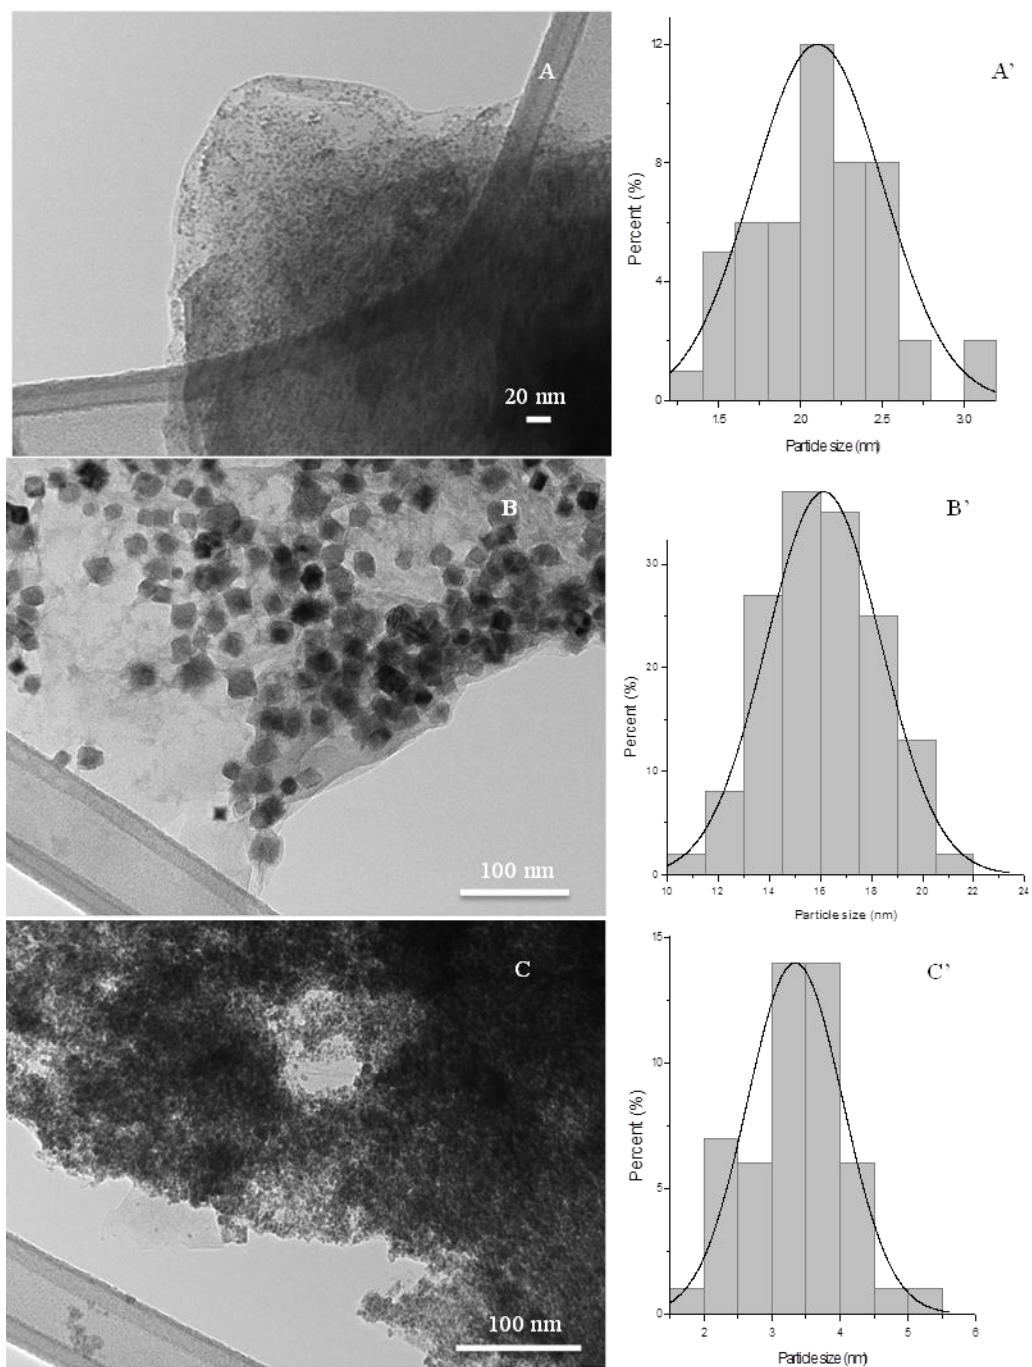 A
20 nm
A’
Percent (%)
12
8
4
0
1.5
2.0
2.5
3.0
Particle size (nm)
B
100 nm
B’
Percent (%)
30
20
10
0
10
12
14
16
18
20
22
24
Particle size (nm)
C
100 nm
C’
Percent (%)
15
10
5
0
2
3
4
5
6
Particle size (nm)